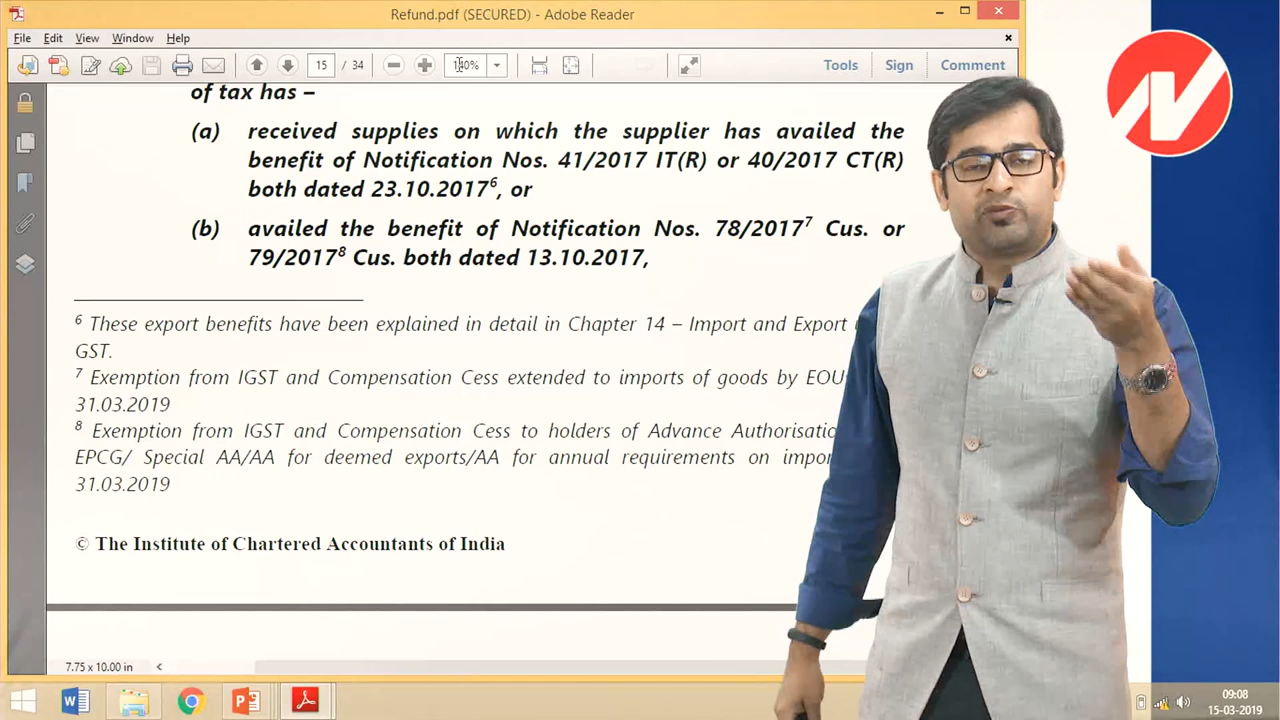 Refund.pdf (SECURED) - Adobe Reader
File Edit View Window Help
15 / 34
140%
Tools Sign Comment
of tax has –
(a) received supplies on which the supplier has availed the
benefit of Notification Nos. 41/2017 IT(R) or 40/2017 CT(R)
both dated 23.10.2017⁶, or
(b) availed the benefit of Notification Nos. 78/2017⁷ Cus. or
79/2017⁸ Cus. both dated 13.10.2017,
⁶ These export benefits have been explained in detail in Chapter 14 – Import and Export
GST.
⁷ Exemption from IGST and Compensation Cess extended to imports of goods by EOU
31.03.2019
⁸ Exemption from IGST and Compensation Cess to holders of Advance
EPCG/ Special AA/AA for deemed exports/AA for annual requirements on
31.03.2019
© The Institute of Chartered Accountants of India
7.75 x 10.00 in
09:08
15-03-2019